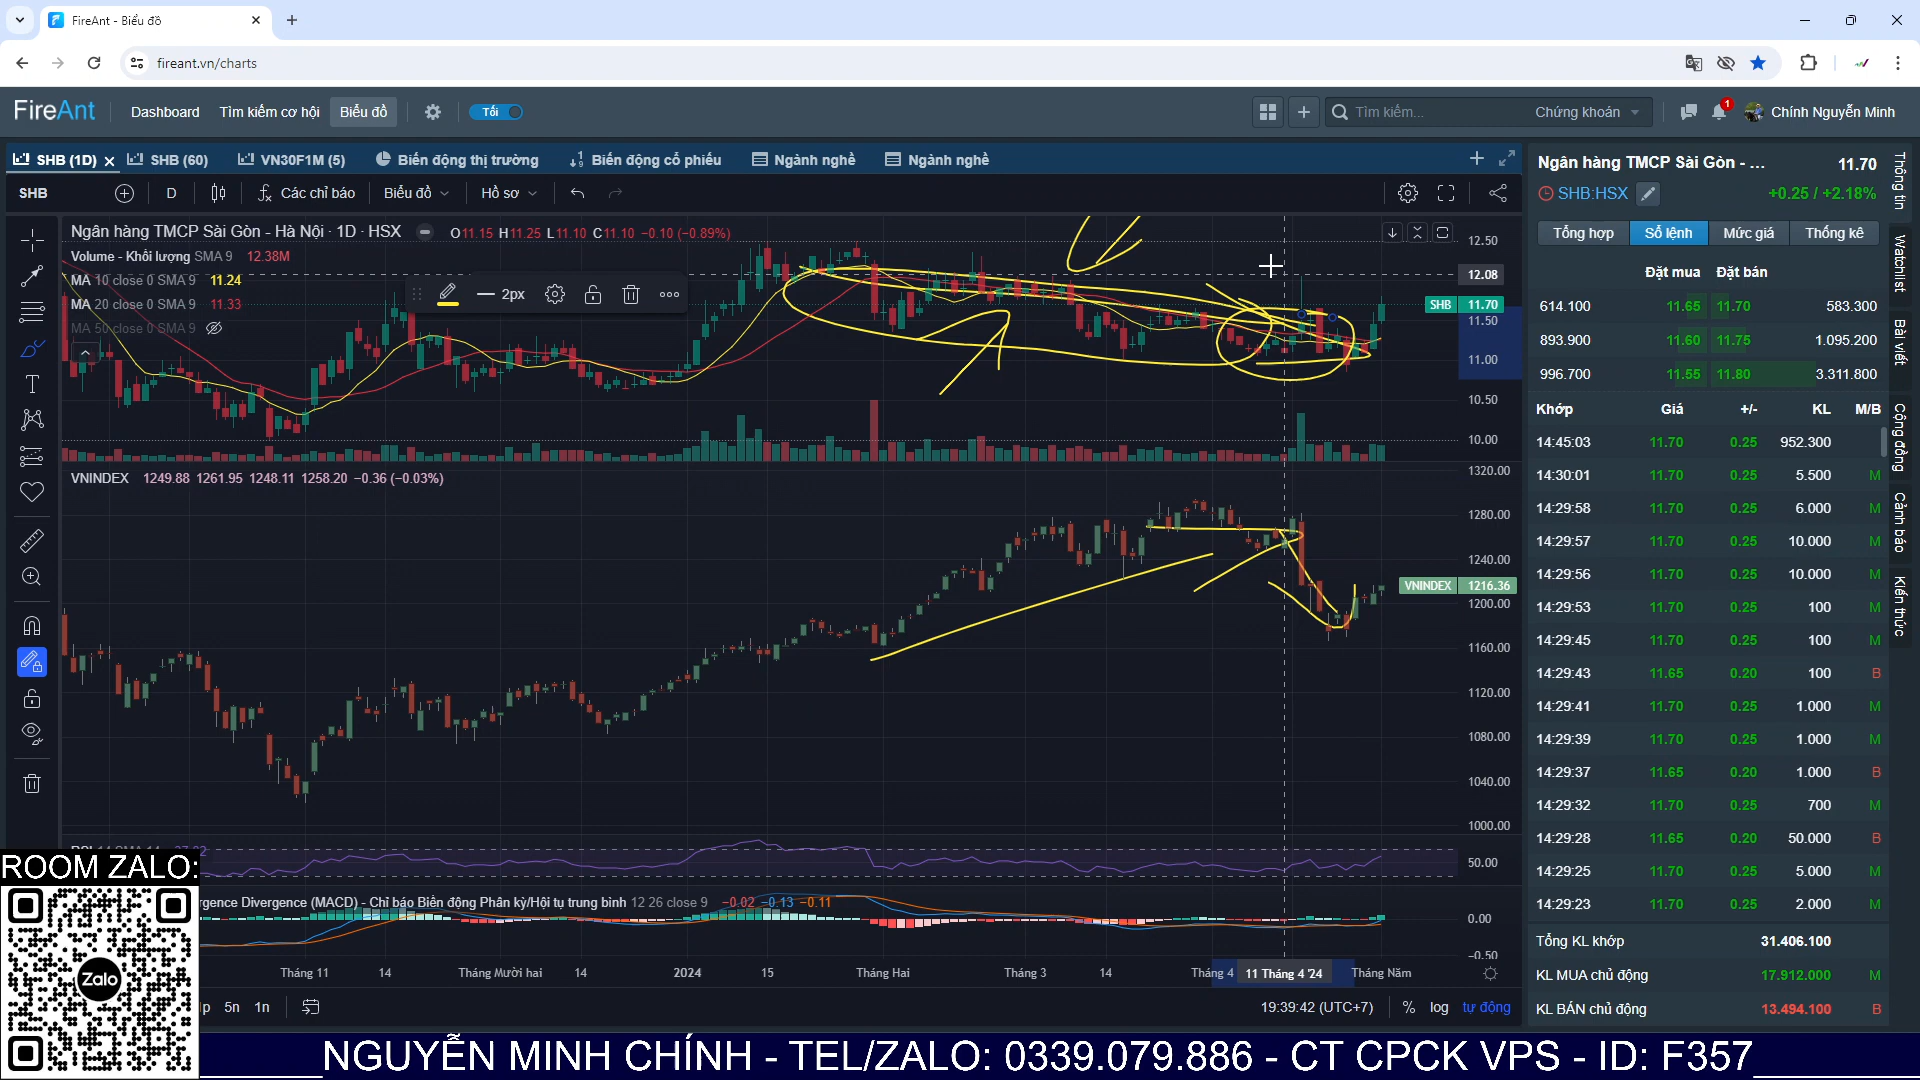 FireAnt - Biểu đồ
fireant.vn/charts
FireAnt
Dashboard
Tìm kiếm cơ hội
Biểu đồ
Tối
Tìm kiếm...
Chứng khoán
1
Chính Nguyễn Minh
SHB (1D)
SHB (60)
VN30F1M (5)
Biến động thị trường
Biến động cổ phiếu
Ngành nghề
Ngành nghề
SHB
D
Các chỉ báo
Biểu đồ
Hồ sơ
Ngân hàng TMCP Sài Gòn - Hà Nội · 1D · HSX
O11.15 H11.25 L11.10 C11.10 −0.10 (−0.89%)
Volume - Khối lượng SMA 9 12.38M
MA 10 close 0 SMA 9 11.24
MA 20 close 0 SMA 9 11.33
MA 50 close 0 SMA 9
2px
12.50
12.08
SHB 11.70
11.50
11.00
10.50
10.00
VNINDEX 1249.88 1261.95 1248.11 1258.20 −0.36 (−0.03%)
1320.00
1280.00
1240.00
VNINDEX 1216.36
1200.00
1160.00
1120.00
1080.00
1040.00
1000.00
50.00
rgence Divergence (MACD) - Chỉ báo Biên động Phân kỳ/Hội tụ trung bình 12 26 close 9 −0.02 −0.13 −0.11
0.00
−0.50
Tháng 11
14
Tháng Mười hai
14
2024
15
Tháng Hai
Tháng 3
14
Tháng 4
11 Tháng 4 '24
Tháng Năm
5n
1n
19:39:42 (UTC+7)
%
log
tự động
Ngân hàng TMCP Sài Gòn - ...
11.70
SHB:HSX
+0.25 / +2.18%
Tổng hợp
Sổ lệnh
Mức giá
Thống kê
Đặt mua Đặt bán
614.100 11.65 11.70 583.300
893.900 11.60 11.75 1.095.200
996.700 11.55 11.80 3.311.800
Khớp Giá +/- KL M/B
14:45:03 11.70 0.25 952.300
14:30:01 11.70 0.25 5.500 M
14:29:58 11.70 0.25 6.000 M
14:29:57 11.70 0.25 10.000 M
14:29:56 11.70 0.25 10.000 M
14:29:53 11.70 0.25 100 M
14:29:45 11.70 0.25 100 M
14:29:43 11.65 0.20 100 B
14:29:41 11.70 0.25 1.000 M
14:29:39 11.70 0.25 1.000 M
14:29:37 11.65 0.20 1.000 B
14:29:32 11.70 0.25 700 M
14:29:28 11.65 0.20 50.000 B
14:29:25 11.70 0.25 5.000 M
14:29:23 11.70 0.25 2.000 M
Tổng KL khớp 31.406.100
KL MUA chủ động 17.912.000 M
KL BÁN chủ động 13.494.100 B
Thông tin
Watchlist
Bài viết
Cộng đồng
Cảnh báo
Kiến thức
ROOM ZALO:
Zalo
NGUYỄN MINH CHÍNH - TEL/ZALO: 0339.079.886 - CT CPCK VPS - ID: F357